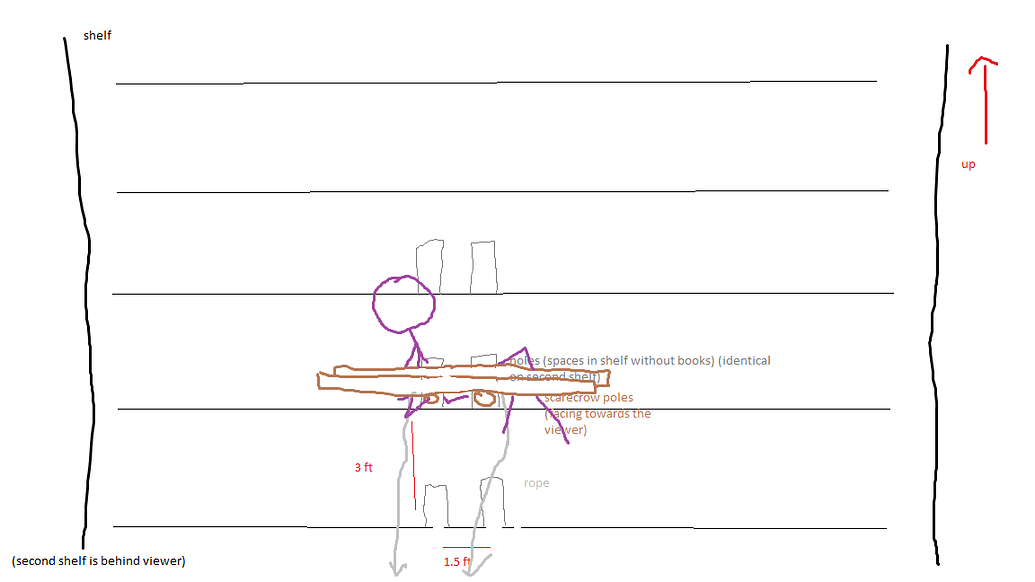 shelf
up
holes (spaces in shelf without books) (identical
on second shelf)
scarecrow poles
(facing towards the
viewer)
3 ft
rope
(second shelf is behind viewer)
1.5 ft